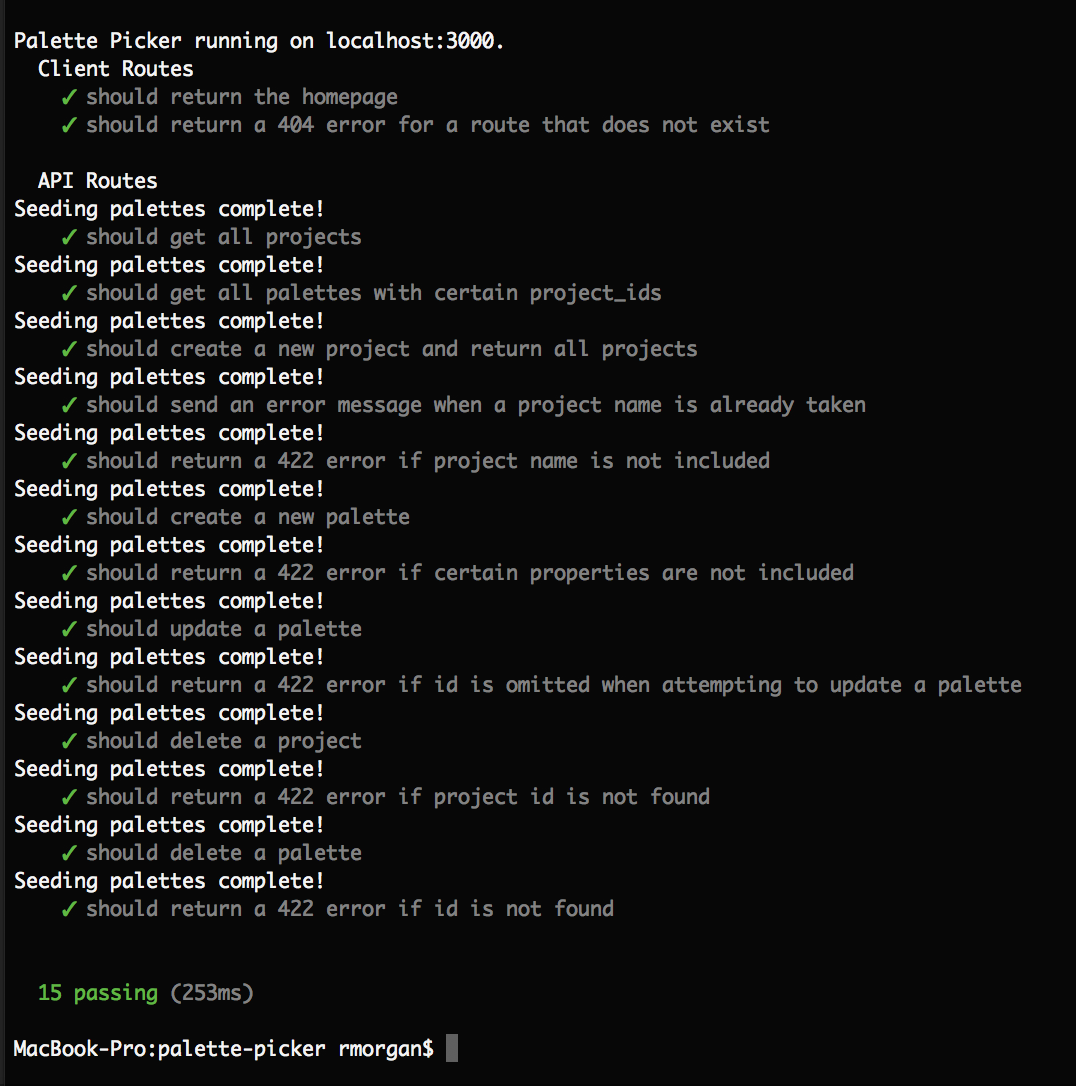 Palette Picker running on localhost:3000.
Client Routes
✓ should return the homepage
✓ should return a 404 error for a route that does not exist
API Routes
Seeding palettes complete!
✓ should get all projects
Seeding palettes complete!
✓ should get all palettes with certain project_ids
Seeding palettes complete!
✓ should create a new project and return all projects
Seeding palettes complete!
✓ should send an error message when a project name is already taken
Seeding palettes complete!
✓ should return a 422 error if project name is not included
Seeding palettes complete!
✓ should create a new palette
Seeding palettes complete!
✓ should return a 422 error if certain properties are not included
Seeding palettes complete!
✓ should update a palette
Seeding palettes complete!
✓ should return a 422 error if id is omitted when attempting to update a palette
Seeding palettes complete!
✓ should delete a project
Seeding palettes complete!
✓ should return a 422 error if project id is not found
Seeding palettes complete!
✓ should delete a palette
Seeding palettes complete!
✓ should return a 422 error if id is not found
15 passing (253ms)
MacBook-Pro:palette-picker rmorgan$